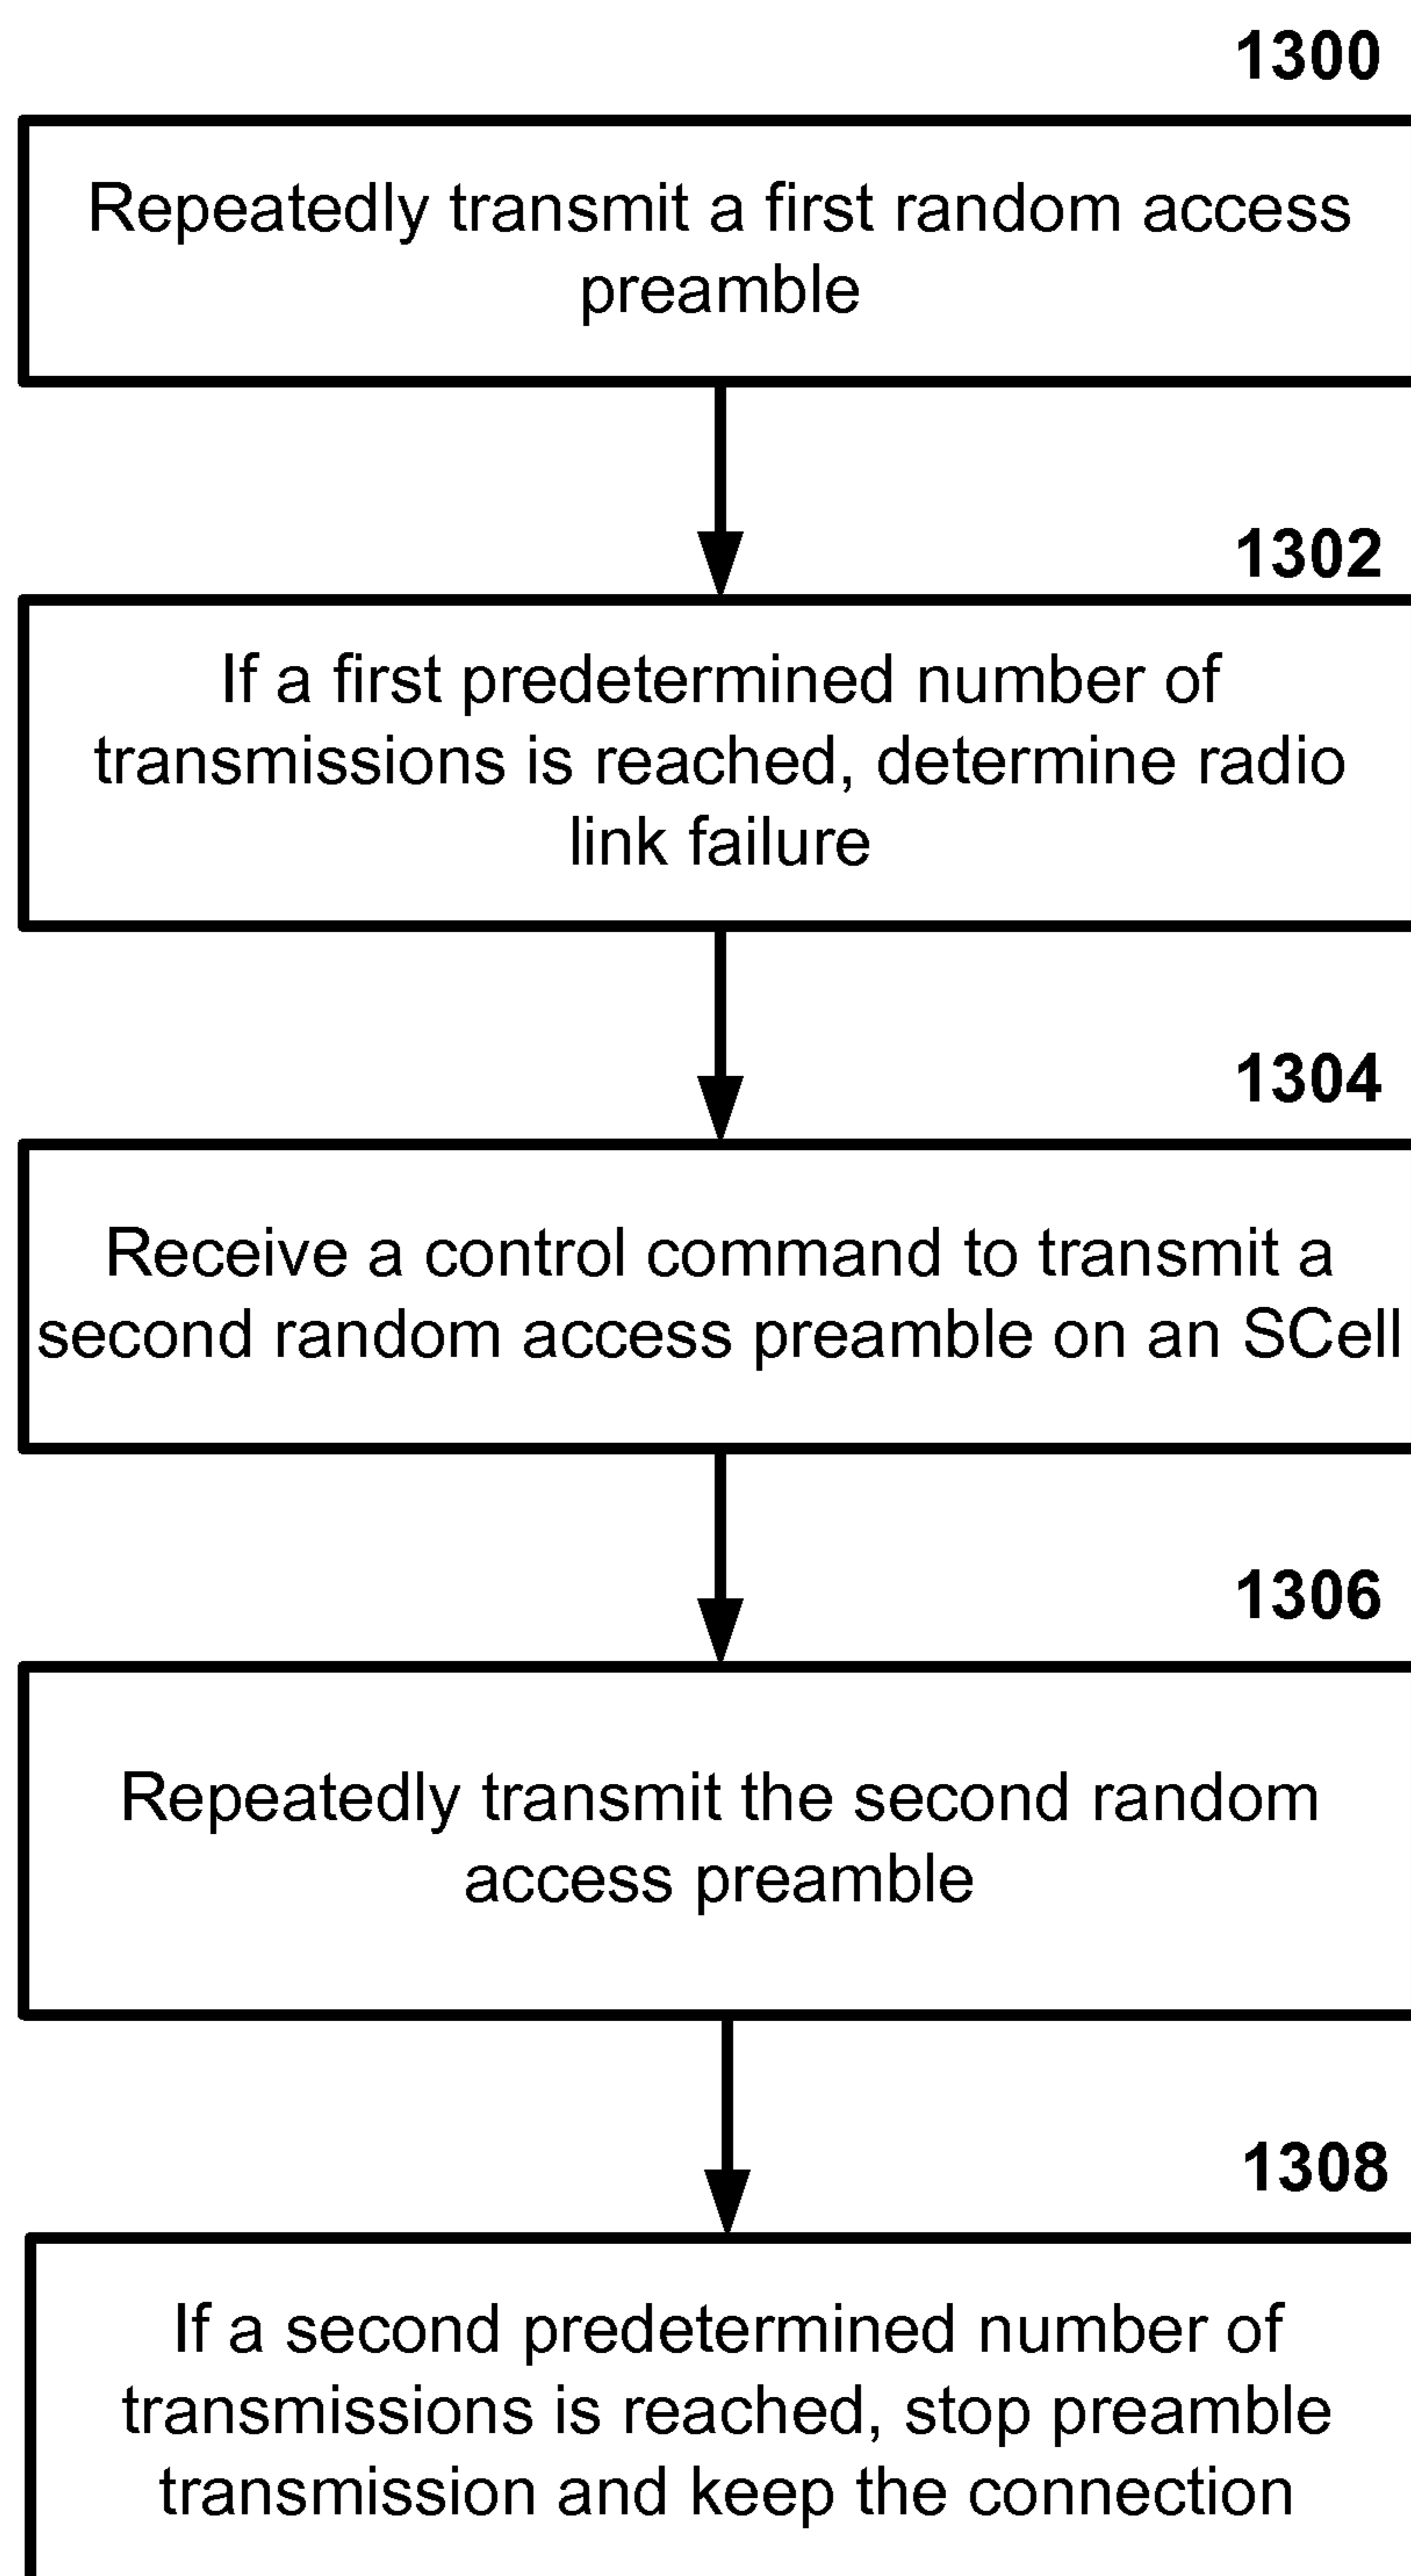 1300
Repeatedly transmit a first random access
preamble
1302
If a first predetermined number of
transmissions is reached, determine radio
link failure
1304
Receive a control command to transmit a
second random access preamble on an SCell
1306
Repeatedly transmit the second random
access preamble
1308
If a second predetermined number of
transmissions is reached, stop preamble
transmission and keep the connection